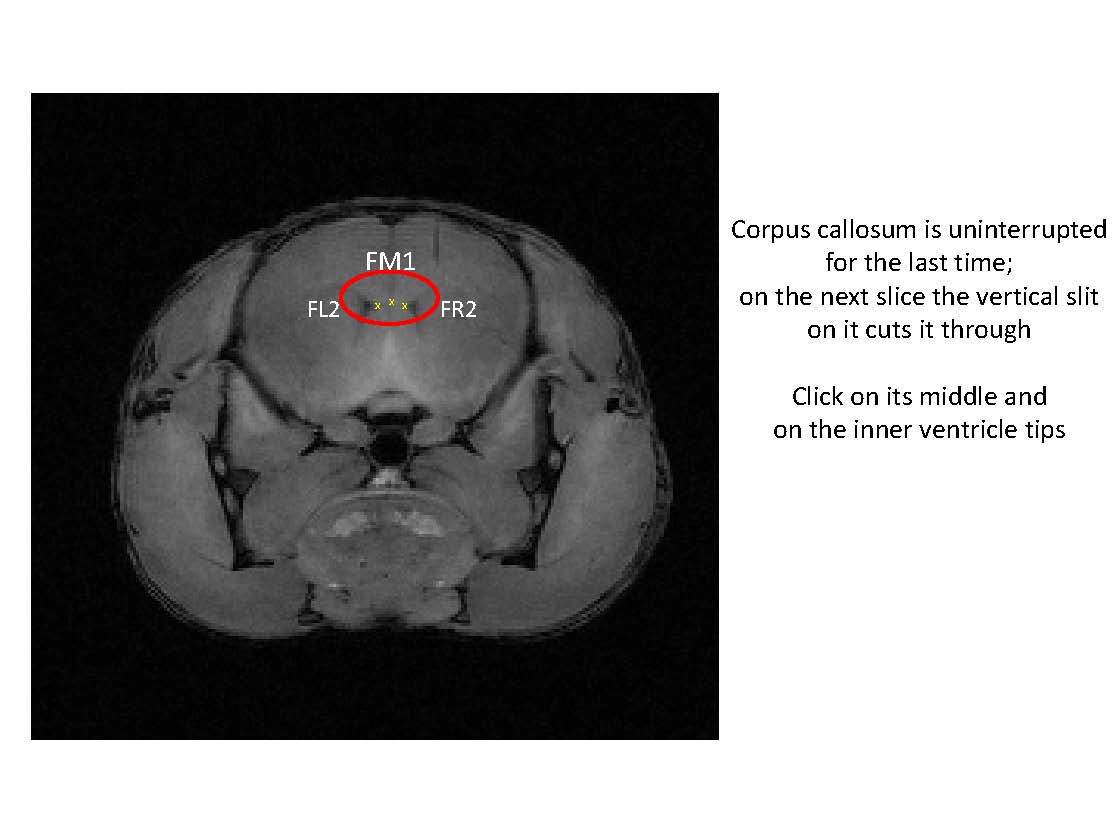 FM1
FL2
x x x
FR2
Corpus callosum is uninterrupted
for the last time;
on the next slice the vertical slit
on it cuts it through
Click on its middle and
on the inner ventricle tips